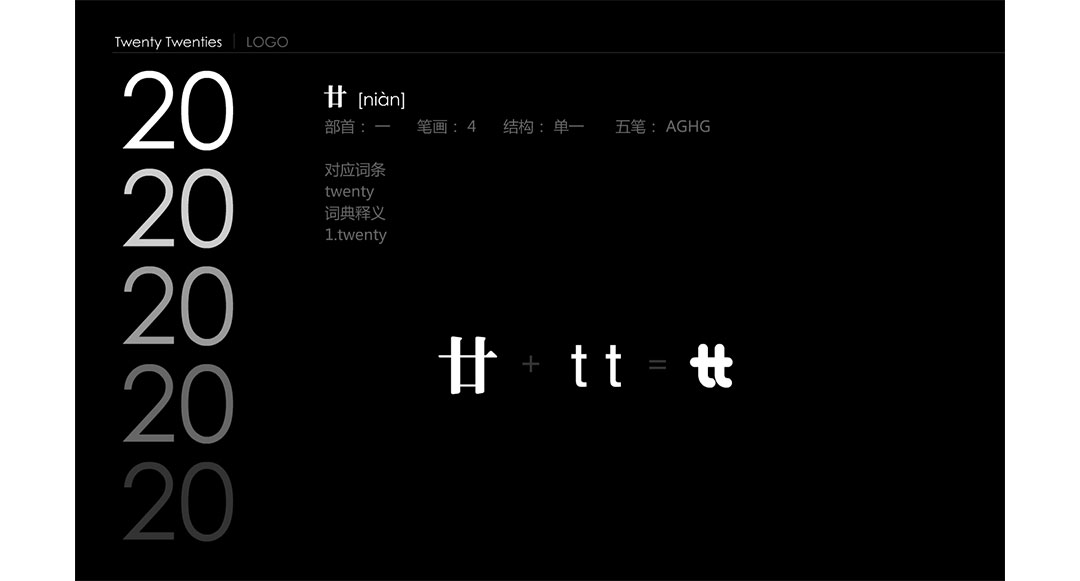 Twenty Twenties | LOGO
20
20
20
20
20
廿 [niàn]
部首： 一 笔画： 4 结构： 单一 五笔： AGHG
对应词条
twenty
词典释义
1.twenty
廿 + t t = tt